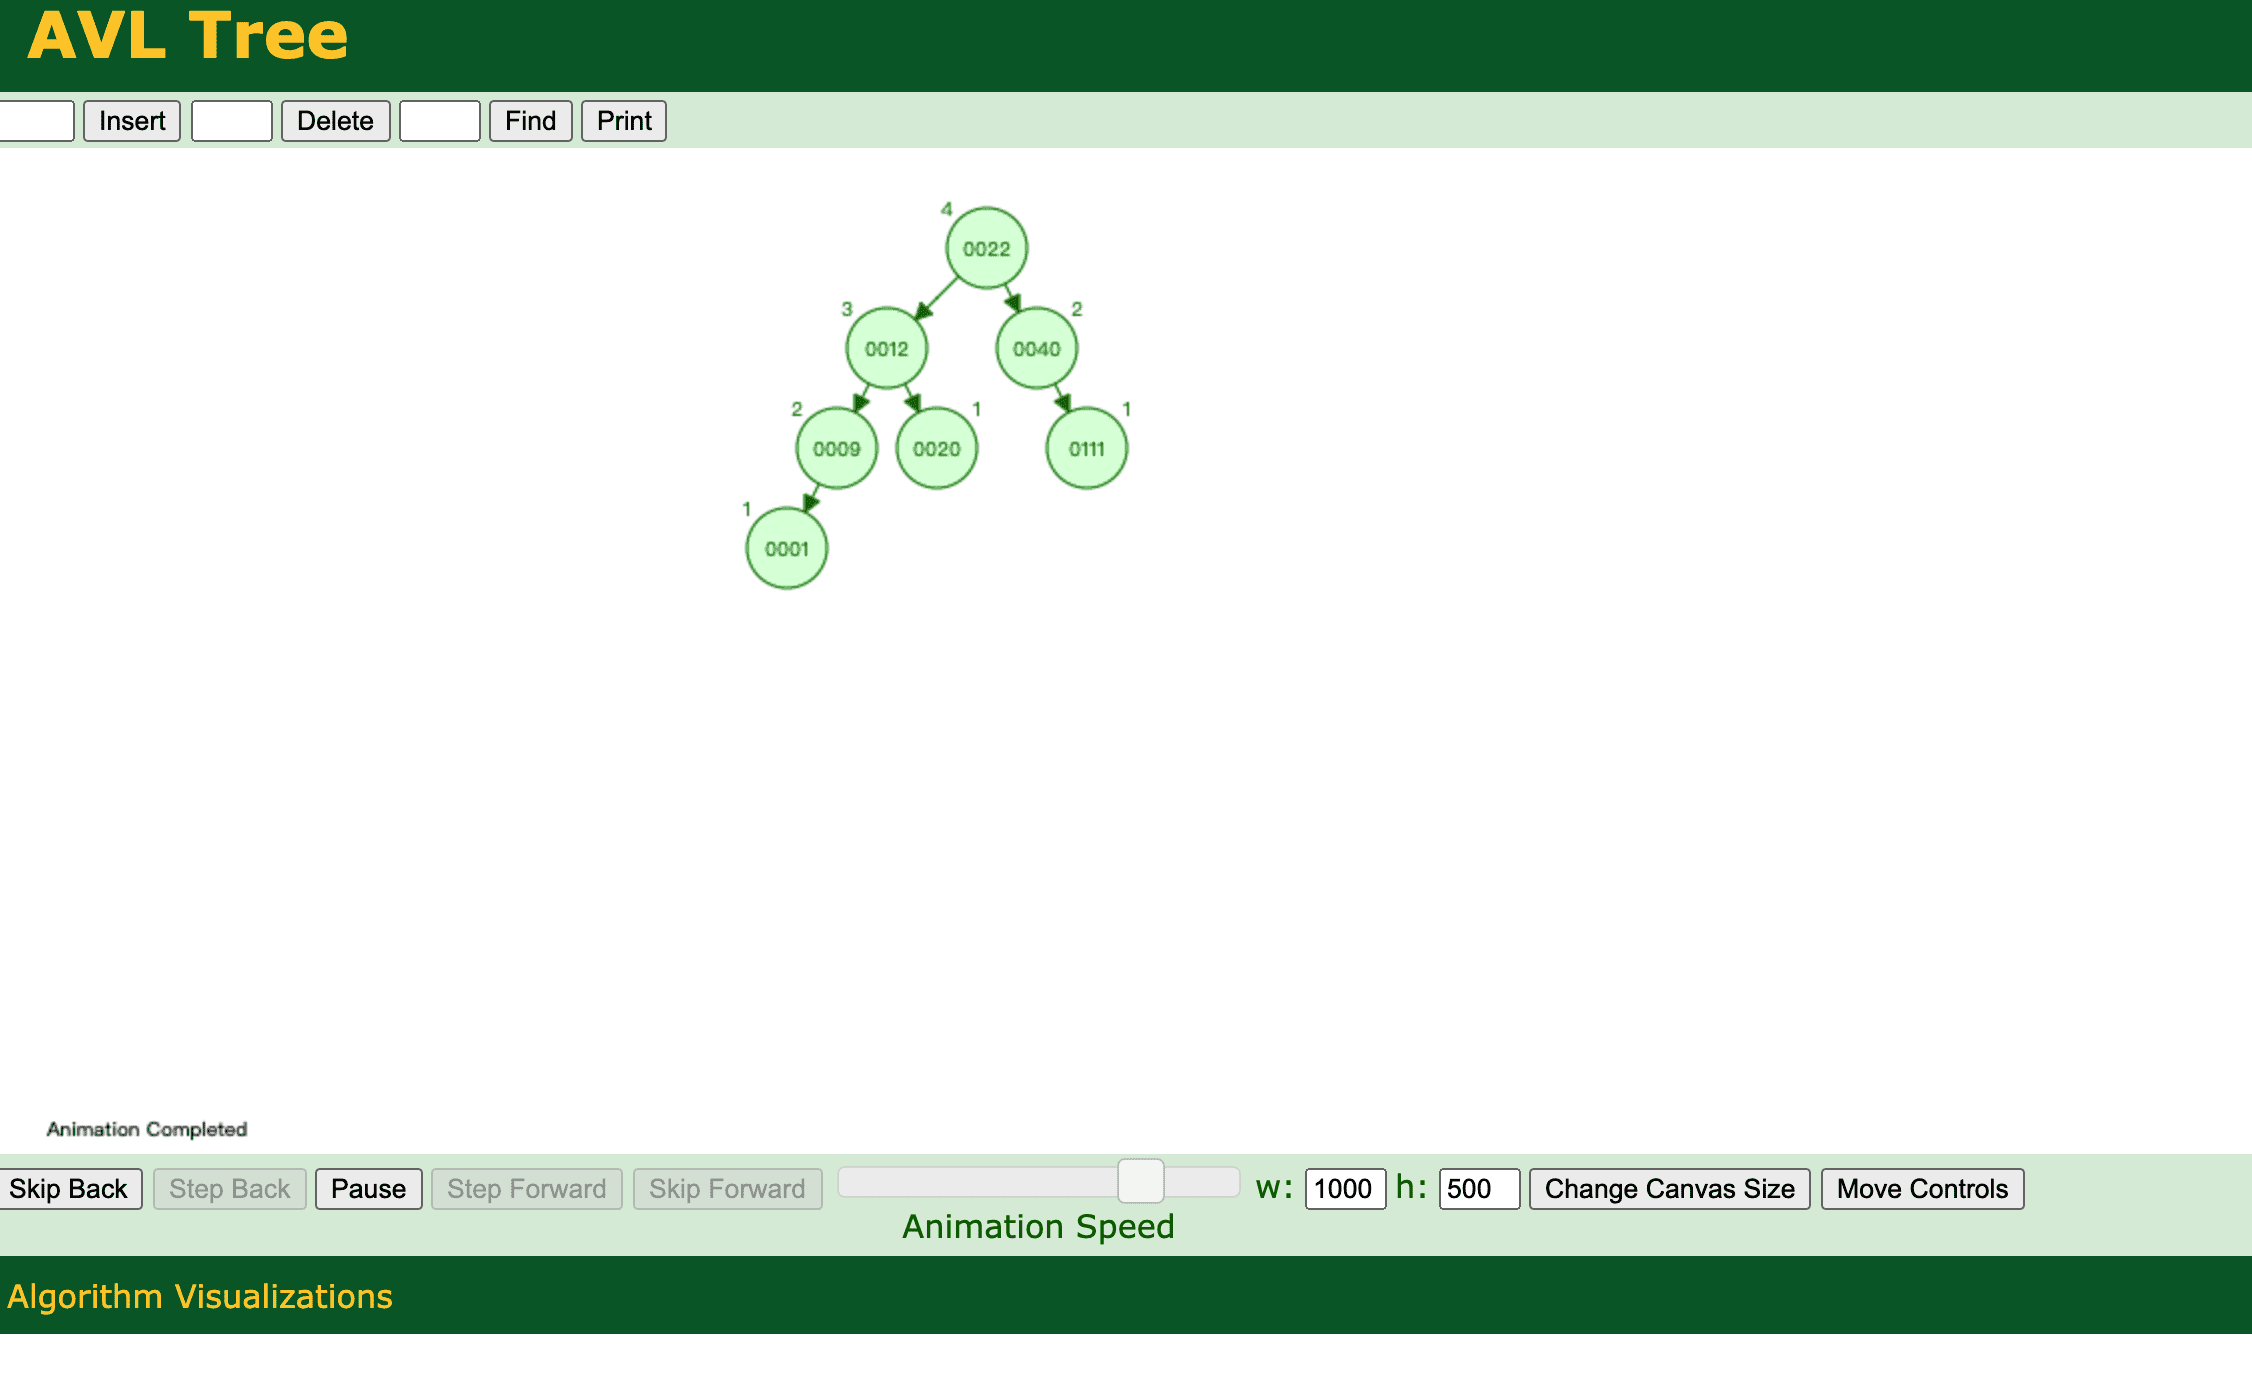 AVL Tree
Insert Delete Find Print
4
0022
3 2
0012 0040
2 1 1
0009 0020 0111
1
0001
Animation Completed
Skip Back Step Back Pause Step Forward Skip Forward w: 1000 h: 500 Change Canvas Size Move Controls
Animation Speed
Algorithm Visualizations